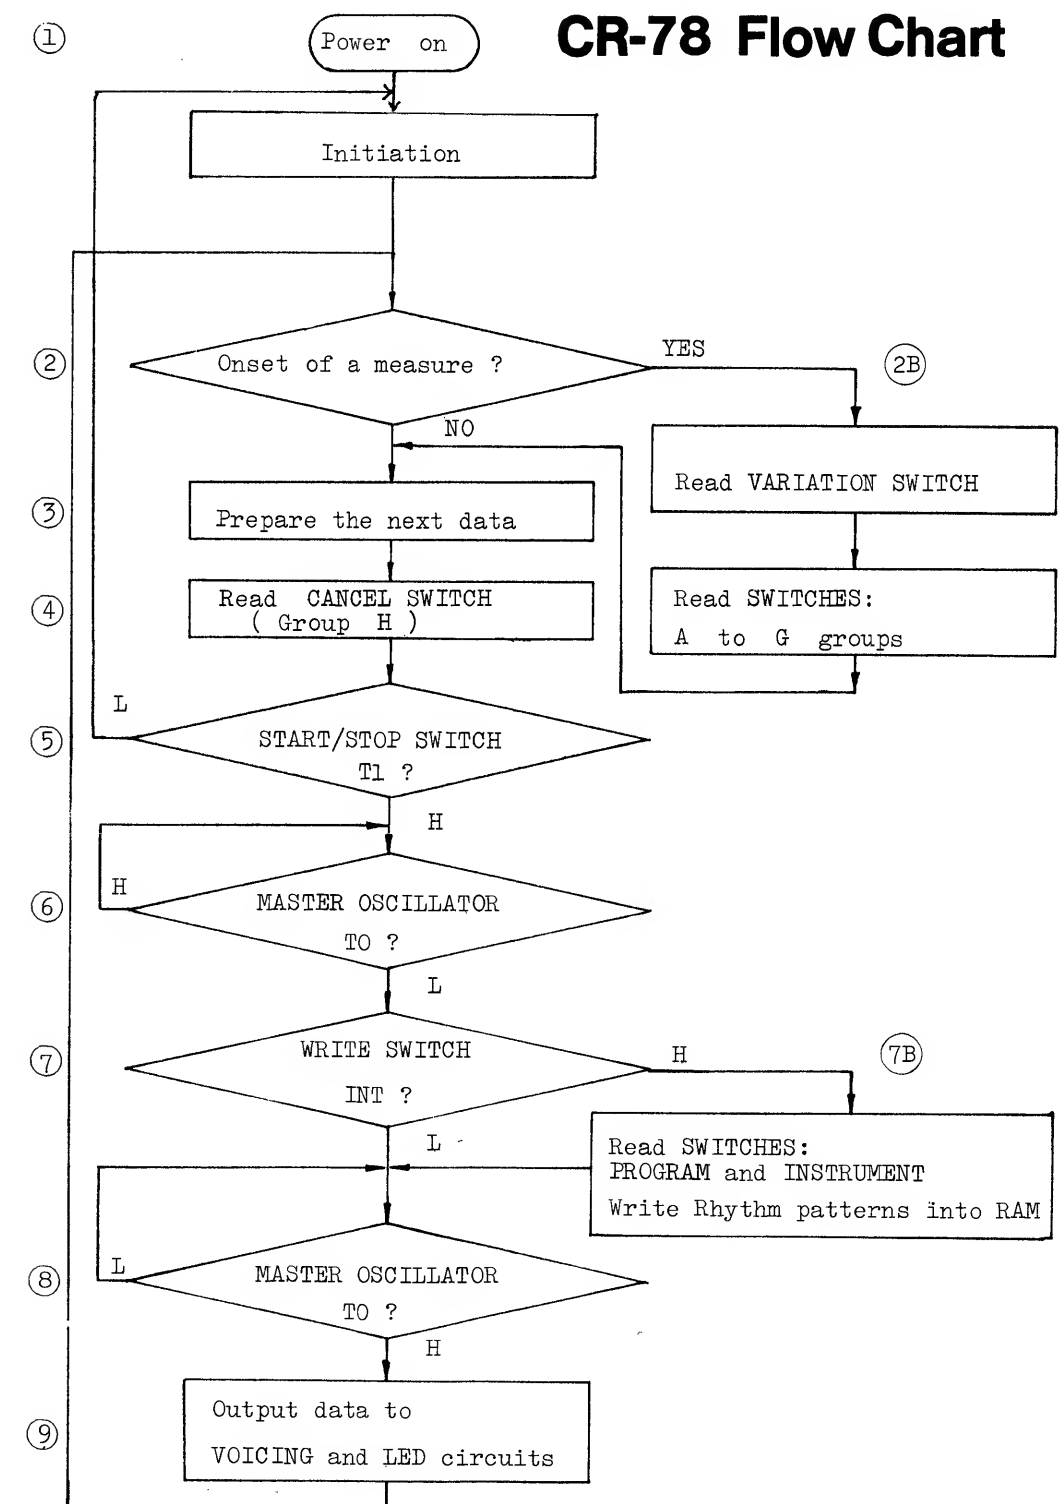 ① Power on CR-78 Flow Chart
Initiation
② Onset of a measure ? YES 2B
NO
Read VARIATION SWITCH
③ Prepare the next data
④ Read CANCEL SWITCH
( Group H )
Read SWITCHES:
A to G groups
L
⑤ START/STOP SWITCH
T1 ?
H
H
⑥ MASTER OSCILLATOR
TO ?
L
⑦ WRITE SWITCH H 7B
INT ?
L
Read SWITCHES:
PROGRAM and INSTRUMENT
Write Rhythm patterns into RAM
L
⑧ MASTER OSCILLATOR
TO ?
H
⑨ Output data to
VOICING and LED circuits